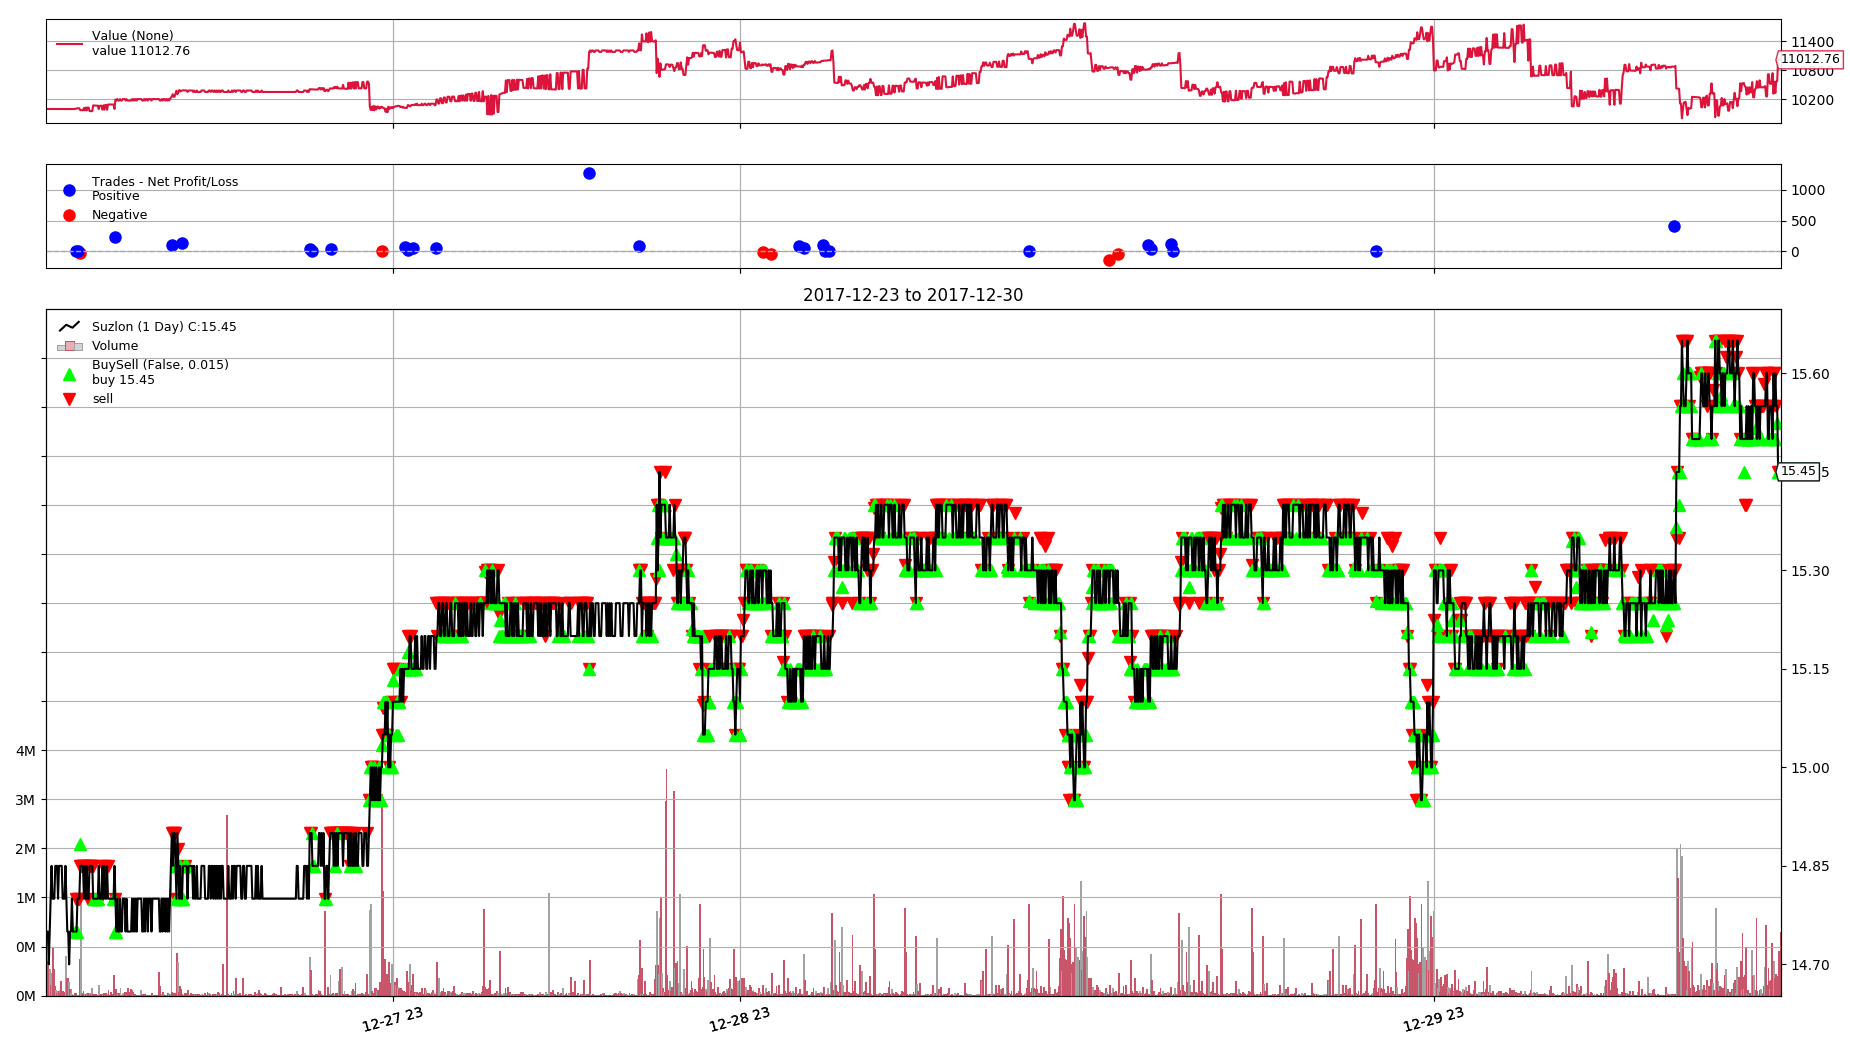 Value (None)
value 11012.76
11400
11012.76
10800
10200
Trades - Net Profit/Loss
Positive
Negative
1000
500
0
2017-12-23 to 2017-12-30
Suzlon (1 Day) C:15.45
Volume
BuySell (False, 0.015)
buy 15.45
sell
15.60
15.45
5
15.30
15.15
15.00
14.85
14.70
4M
3M
2M
1M
0M
0M
12-27 23
12-28 23
12-29 23